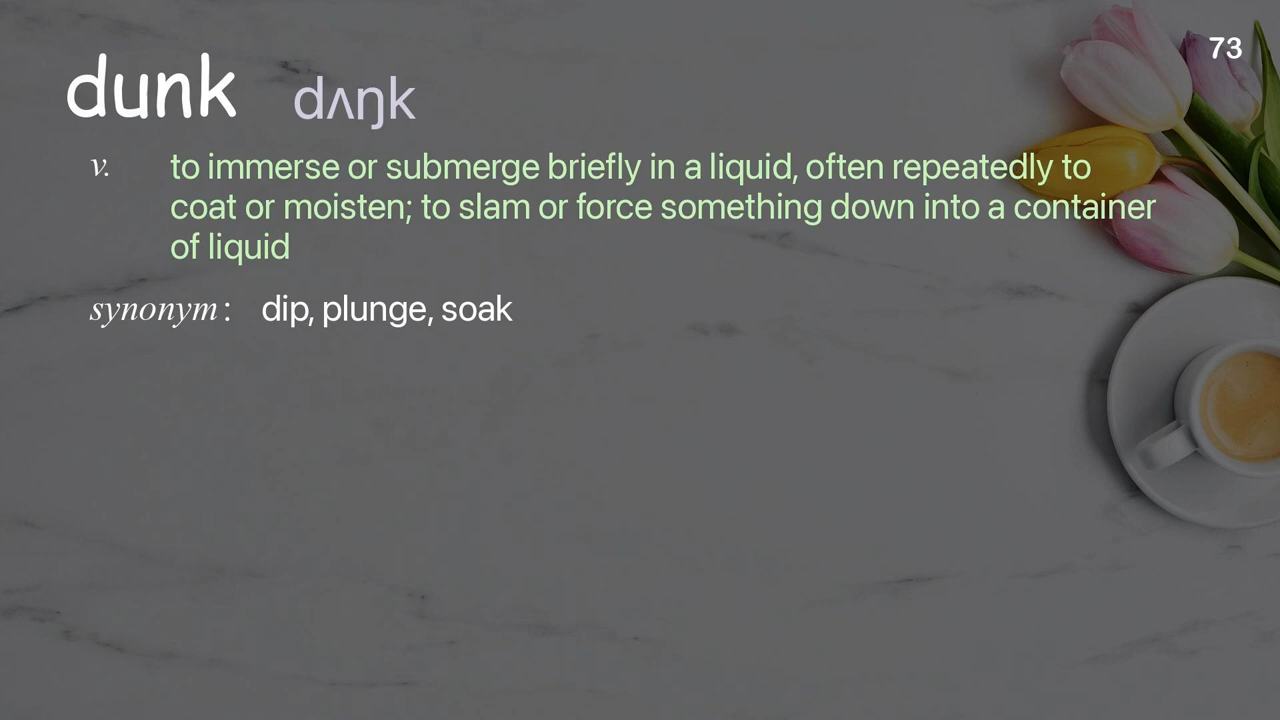 73
dunk dʌŋk
v. to immerse or submerge briefly in a liquid, often repeatedly to
coat or moisten; to slam or force something down into a container
of liquid
synonym: dip, plunge, soak